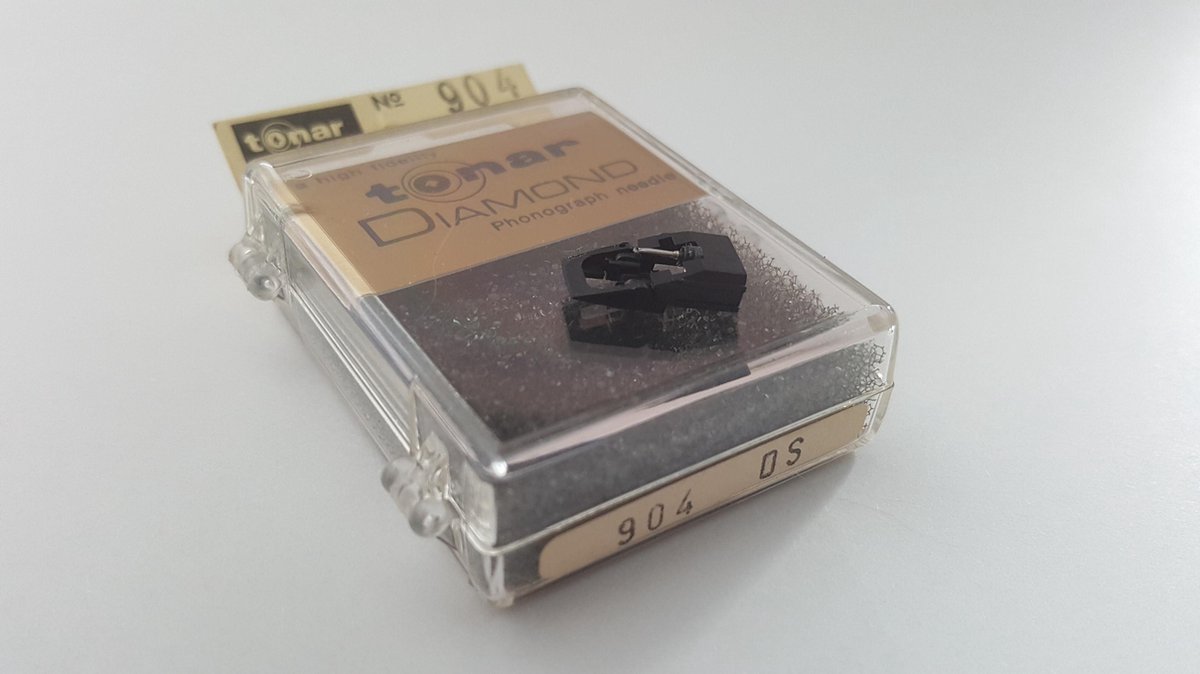 tonar
Nº 904
a high fidelity
tonar
DIAMOND
Phonograph needle
904 DS